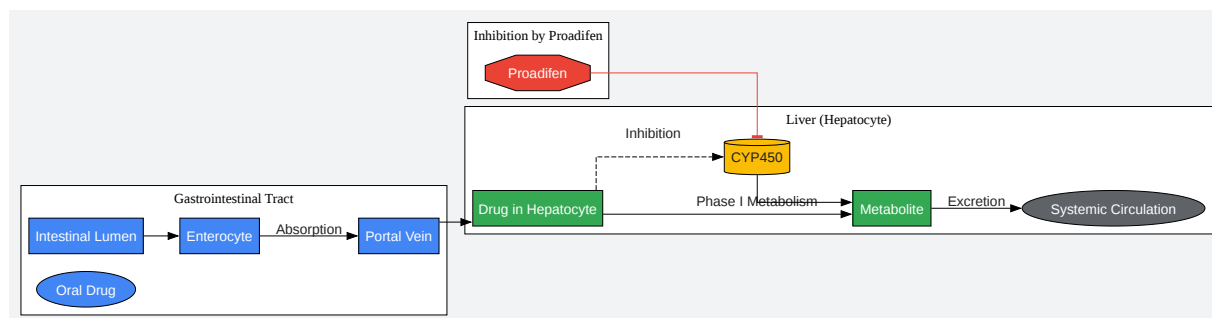 Inhibition by Proadifen
Proadifen
Liver (Hepatocyte)
Inhibition
CYP450
Gastrointestinal Tract
Drug in Hepatocyte
Phase I Metabolism
Metabolite
Excretion
Systemic Circulation
Intestinal Lumen
Enterocyte
Absorption
Portal Vein
Oral Drug